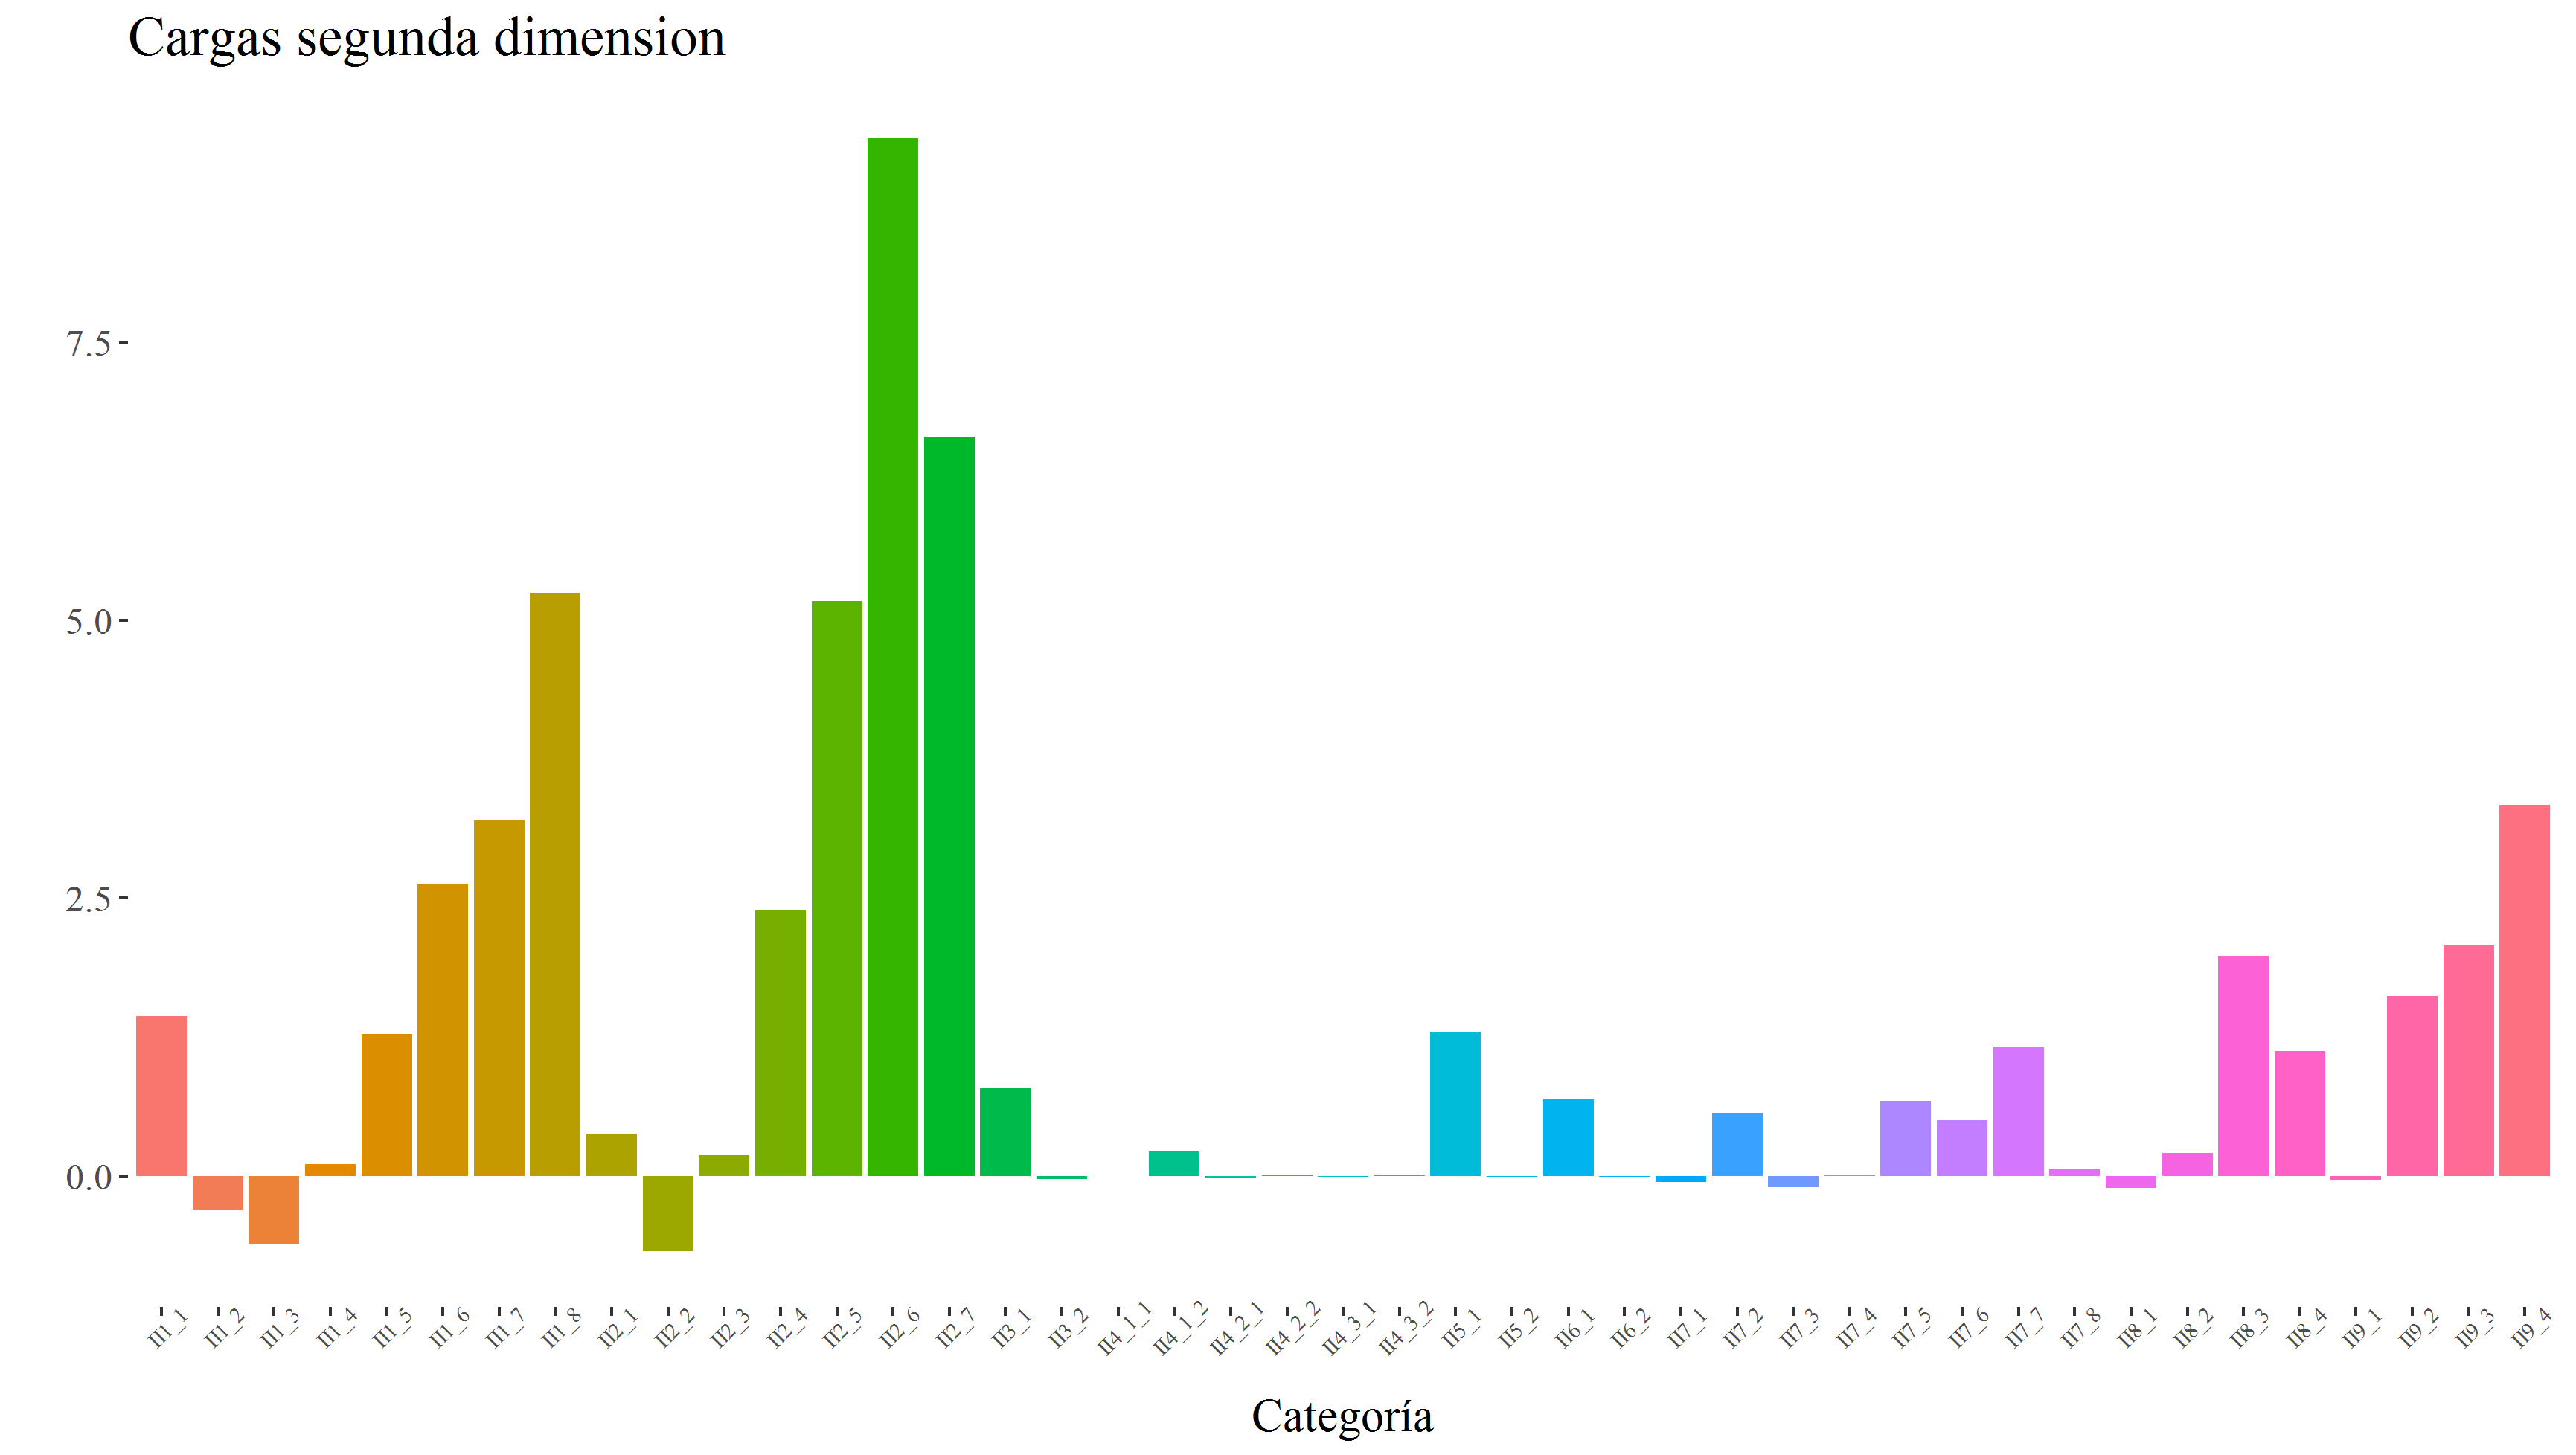 Cargas segunda dimension
7.5
5.0
2.5
0.0
II1_1 II1_2 II1_3 II1_4 II1_5 II1_6 II1_7 II1_8 II2_1 II2_2 II2_3 II2_4 II2_5 II2_6 II2_7 II3_1 II3_2 II4_1_1 II4_1_2 II4_2_1 II4_2_2 II4_3_1 II4_3_2 II5_1 II5_2 II6_1 II6_2 II7_1 II7_2 II7_3 II7_4 II7_5 II7_6 II7_7 II7_8 II8_1 II8_2 II8_3 II8_4 II9_1 II9_2 II9_3 II9_4
Categoría